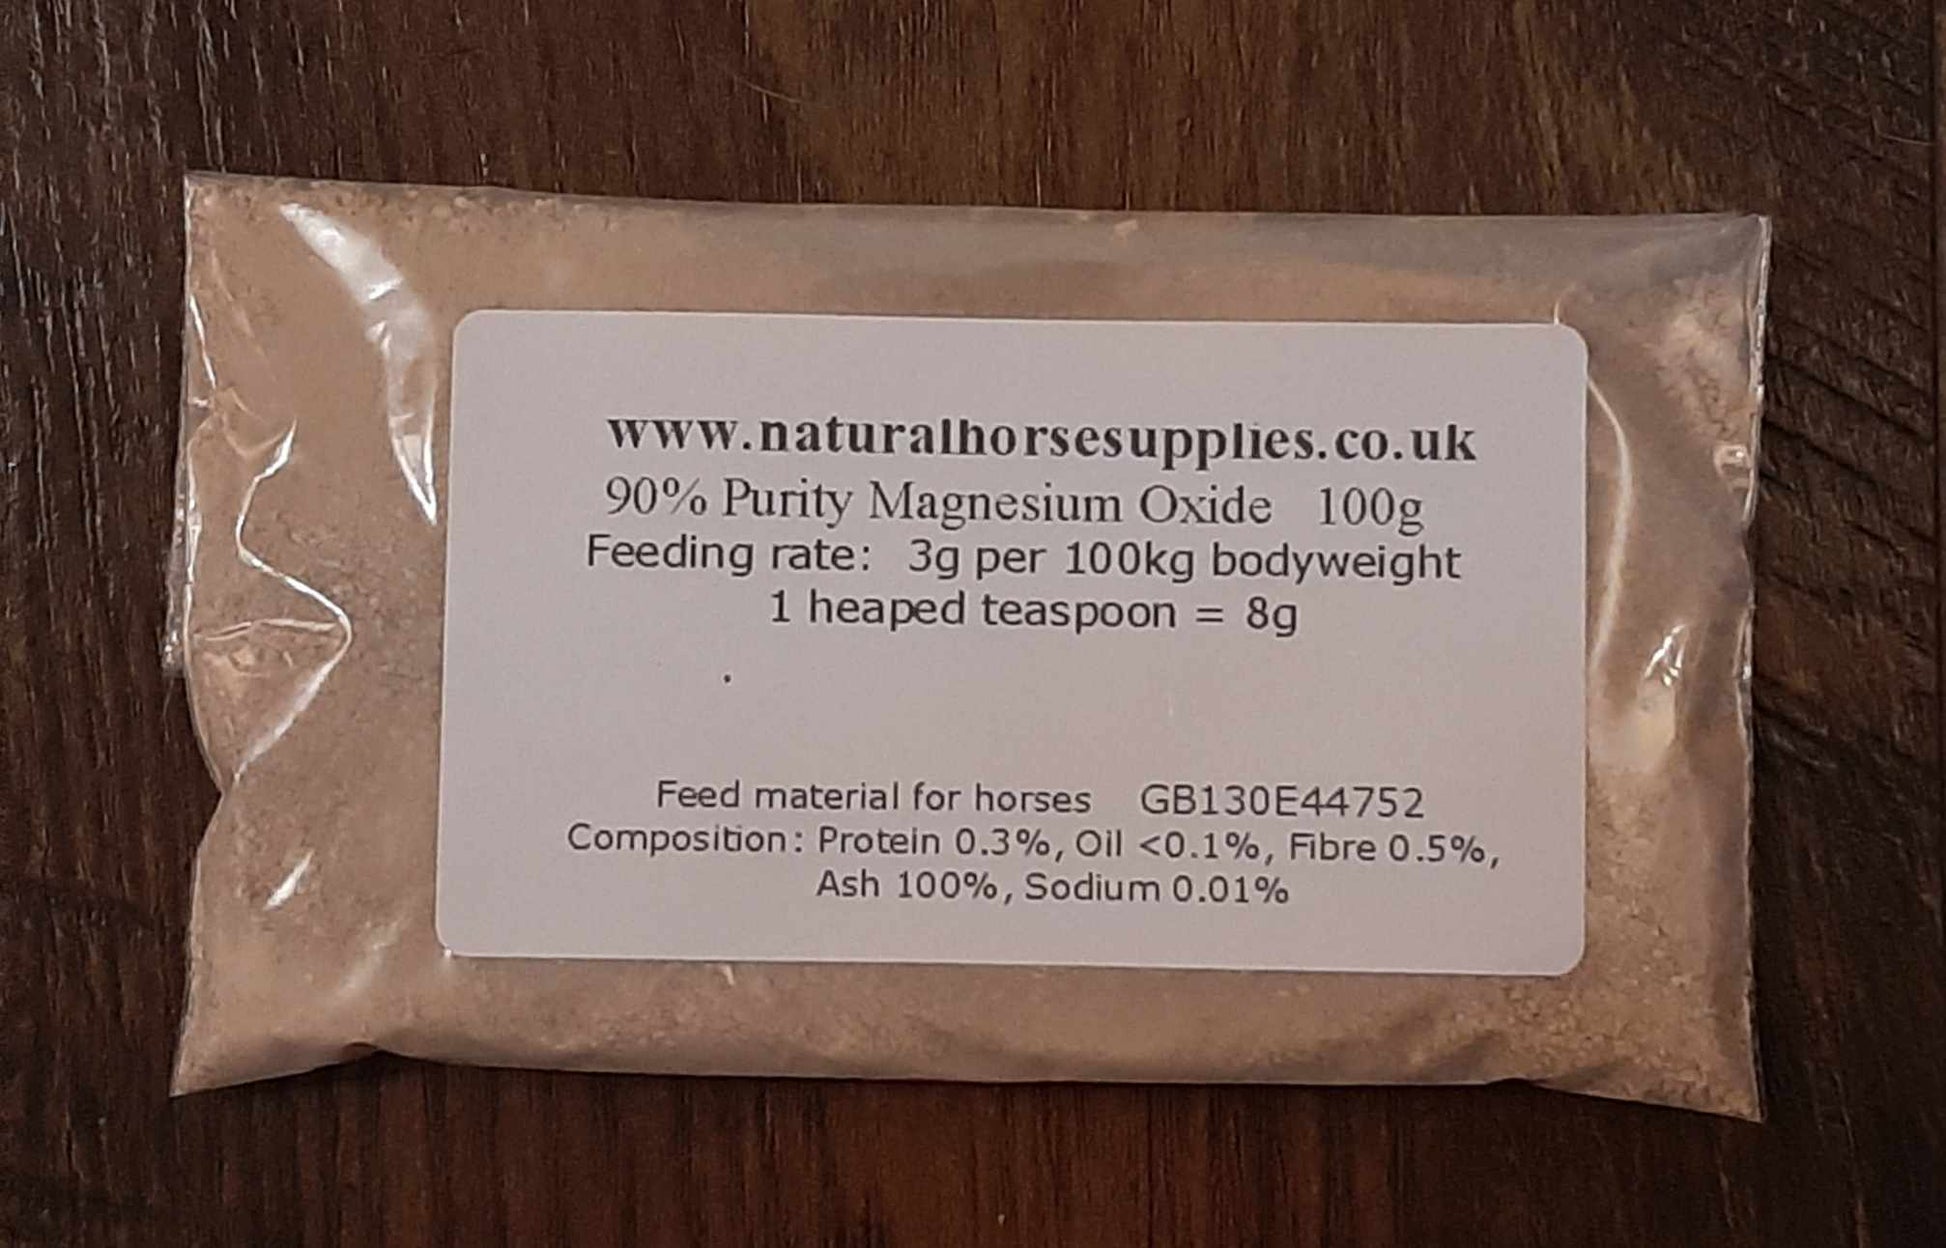 www.naturalhorsesupplies.co.uk
90% Purity Magnesium Oxide 100g
Feeding rate: 3g per 100kg bodyweight
1 heaped teaspoon = 8g
Feed material for horses GB130E44752
Composition: Protein 0.3%, Oil <0.1%, Fibre 0.5%,
Ash 100%, Sodium 0.01%